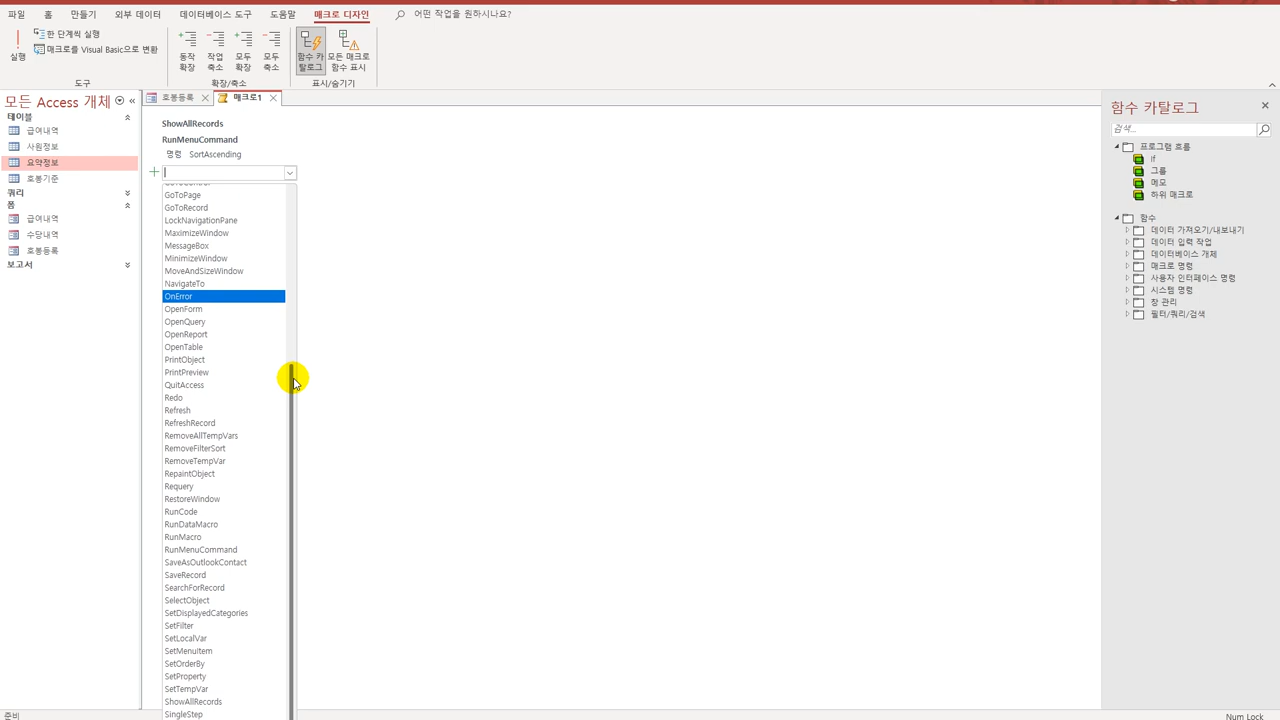 파일 홈 만들기 외부 데이터 데이터베이스 도구 도움말 매크로 디자인 어떤 작업을 원하시나요?
실행
한 단계씩 실행
매크로를 Visual Basic으로 변환
도구
동작 확장
작업 축소
모두 확장
모두 축소
확장/축소
함수 카탈로그
모든 매크로 함수 표시
표시/숨기기
모든 Access 개체
테이블
급여내역
사원정보
요약정보
호봉기준
쿼리
폼
급여내역
수당내역
호봉등록
보고서
호봉등록 매크로1
ShowAllRecords
RunMenuCommand
명령 SortAscending
GoToPage
GoToRecord
LockNavigationPane
MaximizeWindow
MessageBox
MinimizeWindow
MoveAndSizeWindow
NavigateTo
OnError
OpenForm
OpenQuery
OpenReport
OpenTable
PrintObject
PrintPreview
QuitAccess
Redo
Refresh
RefreshRecord
RemoveAllTempVars
RemoveFilterSort
RemoveTempVar
RepaintObject
Requery
RestoreWindow
RunCode
RunDataMacro
RunMacro
RunMenuCommand
SaveAsOutlookContact
SaveRecord
SearchForRecord
SelectObject
SetDisplayedCategories
SetFilter
SetLocalVar
SetMenuItem
SetOrderBy
SetProperty
SetTempVar
ShowAllRecords
SingleStep
함수 카탈로그
검색...
프로그램 흐름
If
그룹
메모
하위 매크로
함수
데이터 가져오기/내보내기
데이터 입력 작업
데이터베이스 개체
매크로 명령
사용자 인터페이스 명령
시스템 명령
창 관리
필터/쿼리/검색
준비
Num Lock